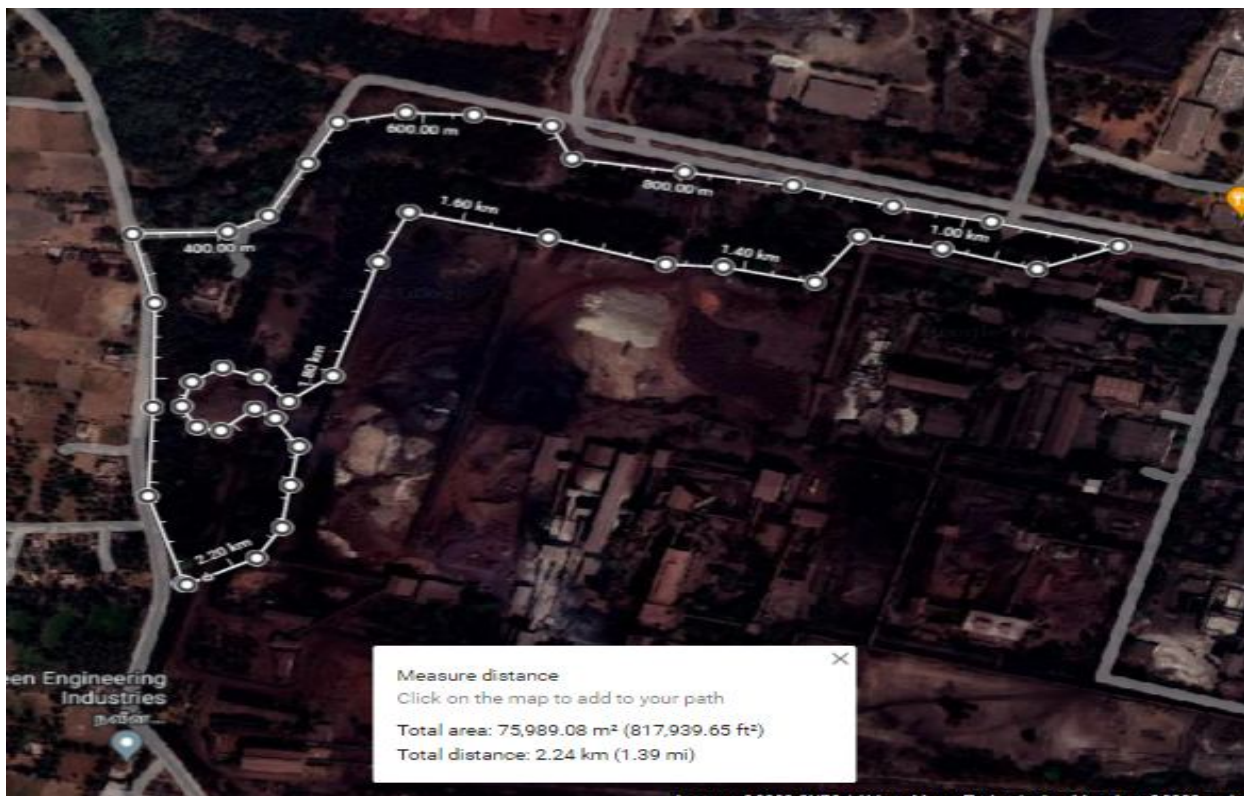 600.00 m
800.00 m
1.60 km
1.00 km
400.00 m
1.40 km
1.80 km
2.20 km
een Engineering
Industries
Measure distance
Click on the map to add to your path
Total area: 75,989.08 m² (817,939.65 ft²)
Total distance: 2.24 km (1.39 mi)